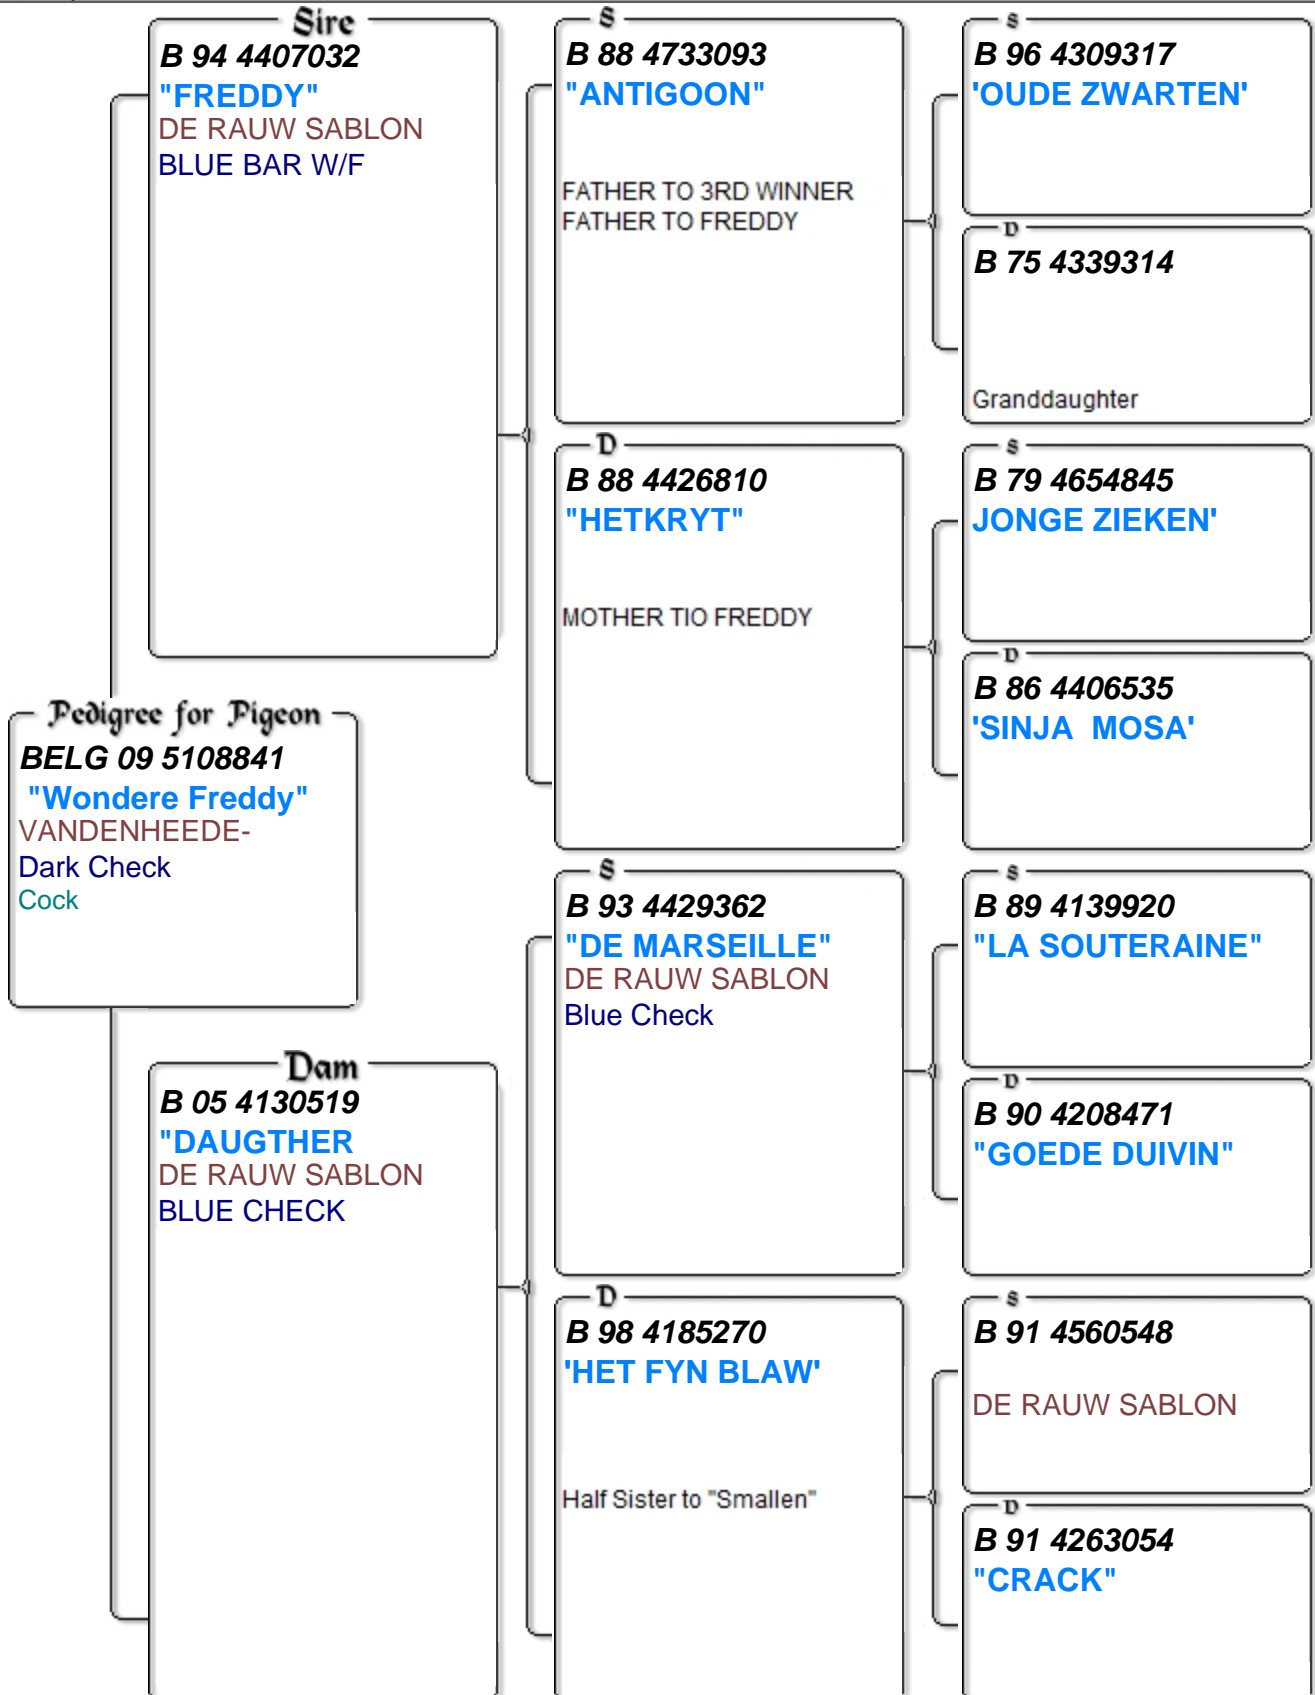 Sire
B 94 4407032
"FREDDY"
DE RAUW SABLON
BLUE BAR W/F
S
B 88 4733093
"ANTIGOON"
FATHER TO 3RD WINNER
FATHER TO FREDDY
S
B 96 4309317
'OUDE ZWARTEN'
D
B 75 4339314
Granddaughter
D
B 88 4426810
"HETKRYT"
MOTHER TIO FREDDY
S
B 79 4654845
JONGE ZIEKEN'
D
B 86 4406535
'SINJA MOSA'
Pedigree for Pigeon
BELG 09 5108841
"Wondere Freddy"
VANDENHEEDE-
Dark Check
Cock
S
B 93 4429362
"DE MARSEILLE"
DE RAUW SABLON
Blue Check
S
B 89 4139920
"LA SOUTERAINE"
D
B 90 4208471
"GOEDE DUIVIN"
Dam
B 05 4130519
"DAUGTHER
DE RAUW SABLON
BLUE CHECK
D
B 98 4185270
'HET FYN BLAW'
Half Sister to "Smallen"
S
B 91 4560548
DE RAUW SABLON
D
B 91 4263054
"CRACK"